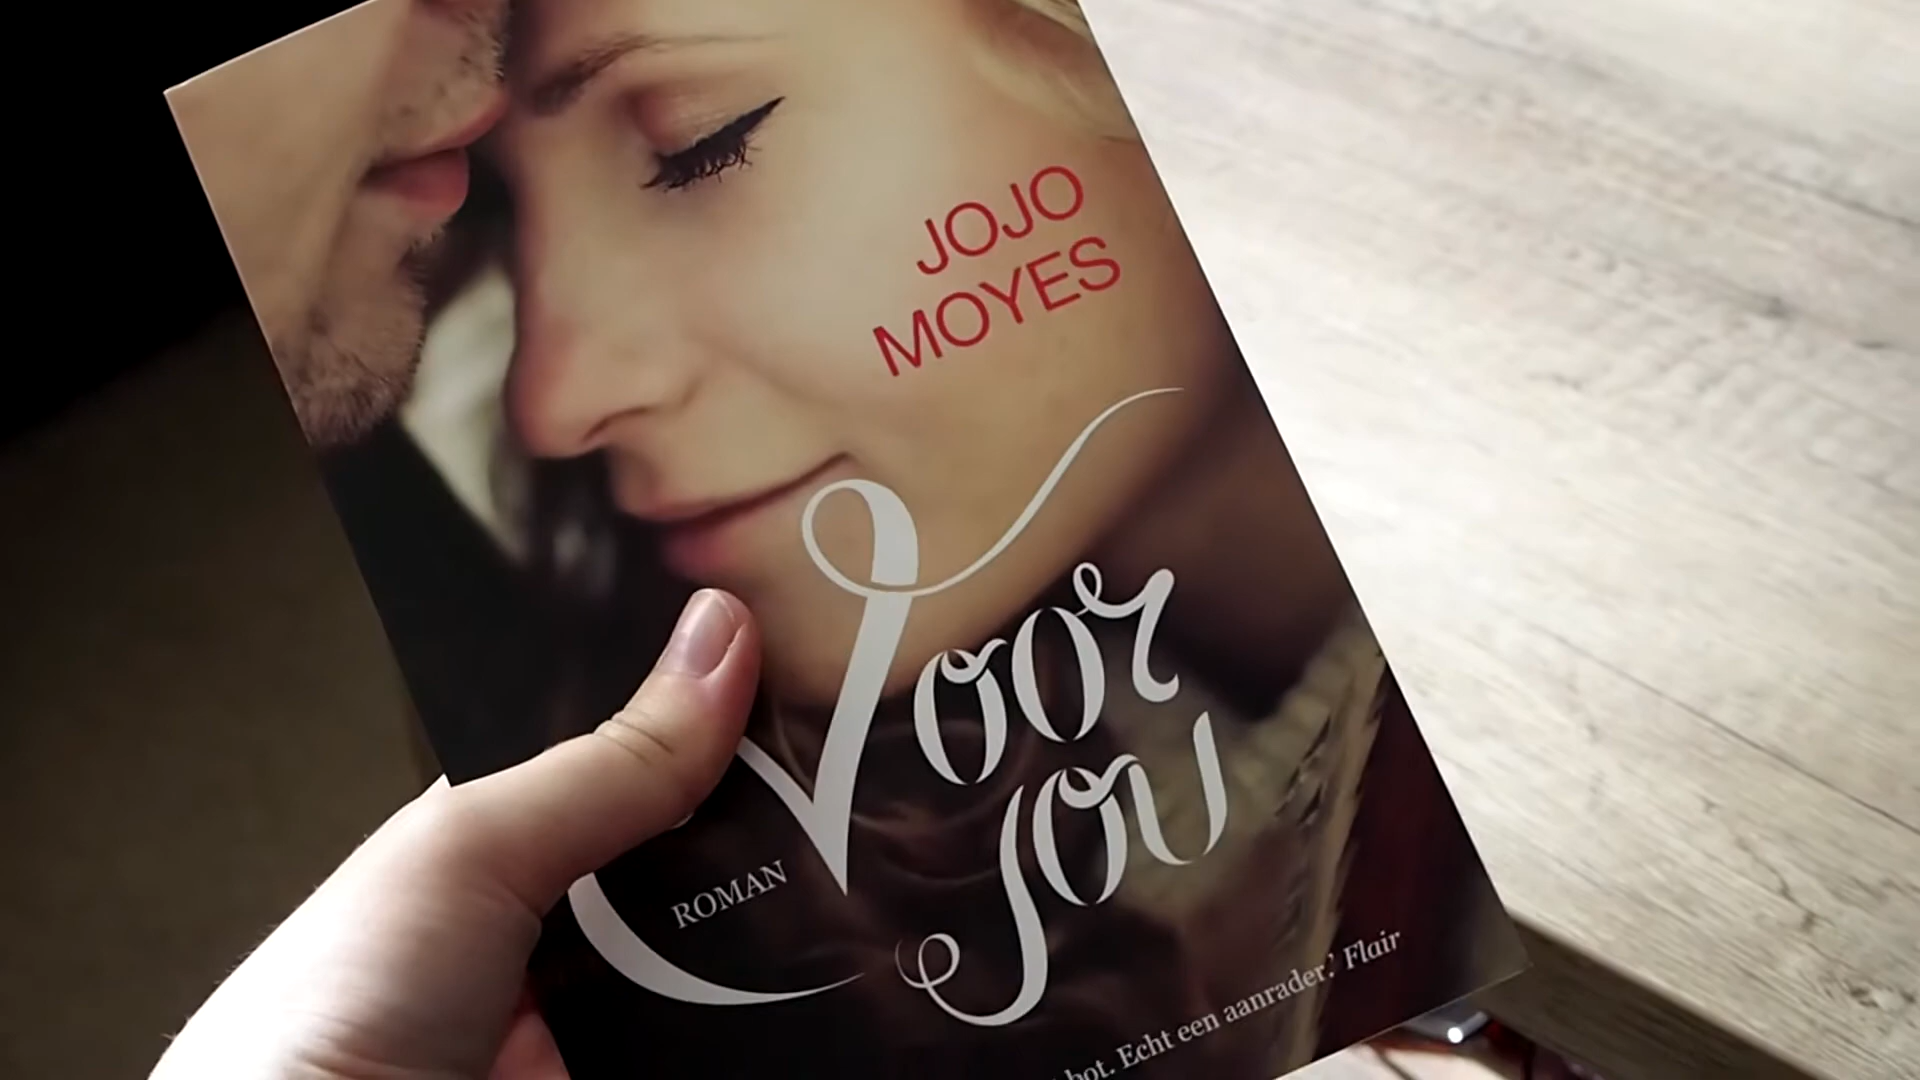 JOJO
MOYES
Voor
jou
ROMAN
bot. Echt een aanrader.' Flair